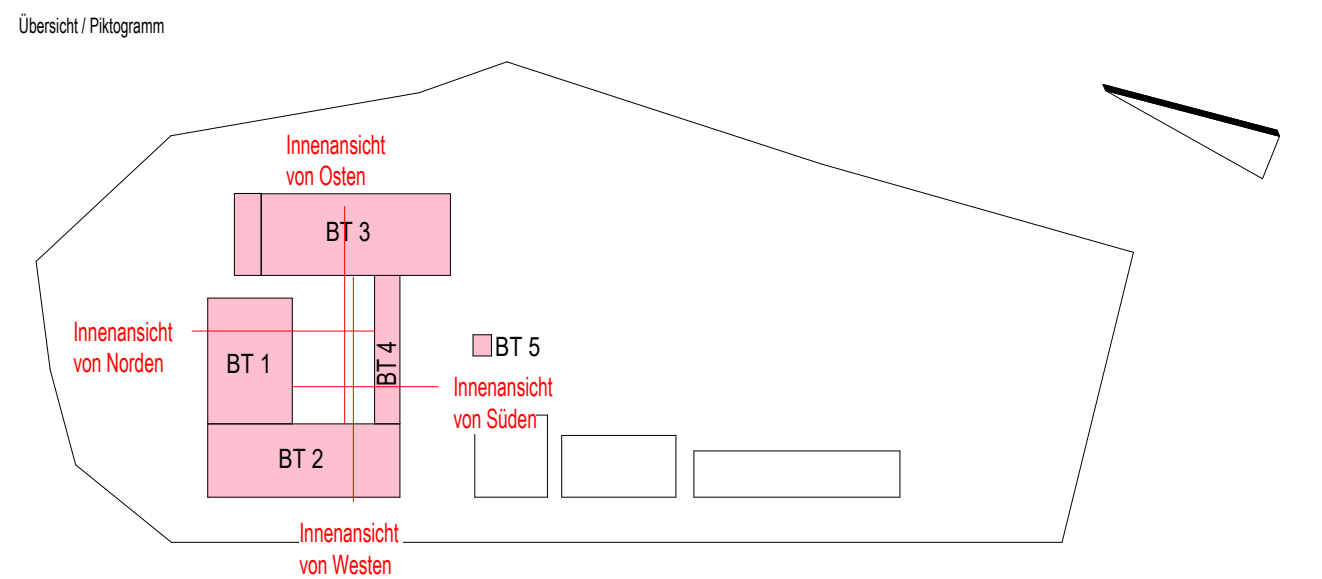 Übersicht / Piktogramm
Innenansicht
von Osten
BT 3
Innenansicht
von Norden
BT 1
BT 4
BT 5
Innenansicht
von Süden
BT 2
Innenansicht
von Westen